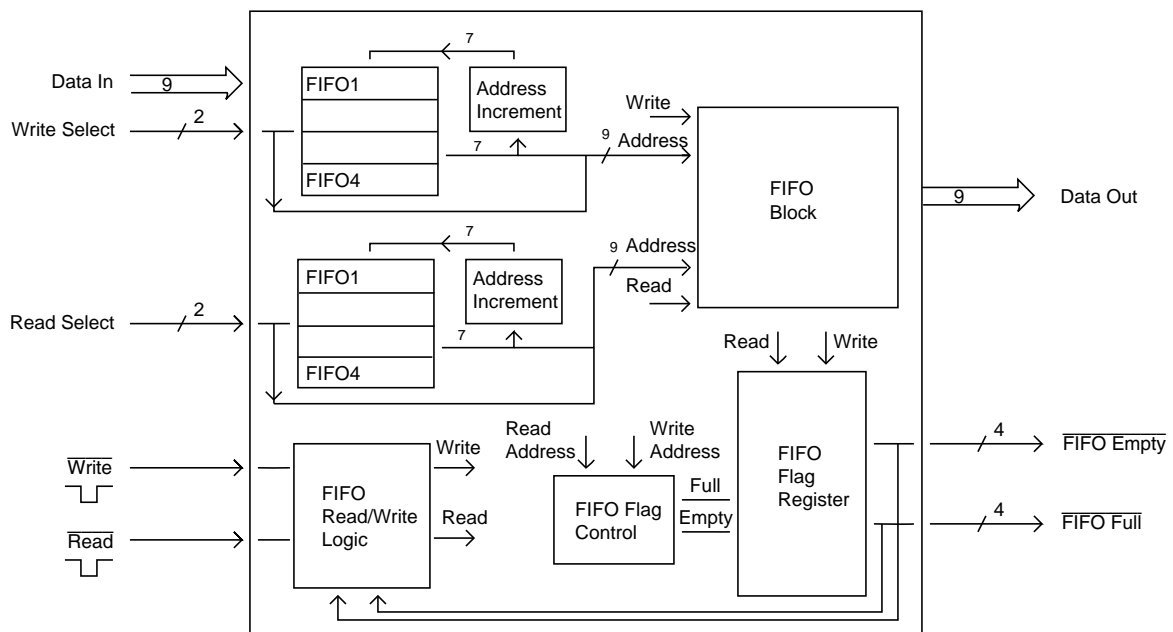 7
Data In
9
FIFO1
Address
Increment
Write
Write Select
2
9
Address
7
FIFO4
FIFO
Block
9
Data Out
7
9
Address
FIFO1
Address
Increment
Read
Read Select
2
7
Read
Write
FIFO4
Read
Address
Write
Address
Write
Write
FIFO
Read/Write
Logic
FIFO
Flag
Register
4
FIFO Empty
Full
FIFO Flag
Control
Empty
Read
Read
4
FIFO Full